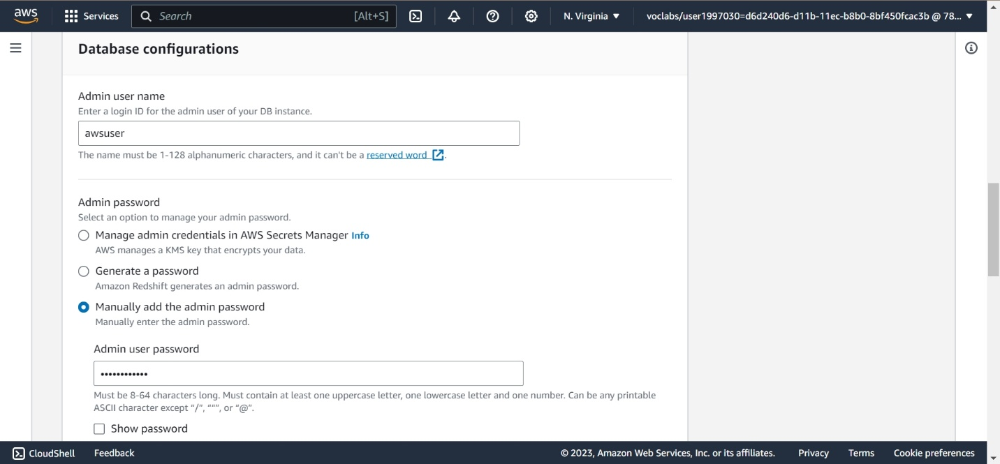 aws
Services
Search [Alt+S]
N. Virginia
voclabs/user1997030=d6d240d6-d11b-11ec-b8b0-8bf450fcac3b @ 78...
Database configurations
Admin user name
Enter a login ID for the admin user of your DB instance.
awsuser
The name must be 1-128 alphanumeric characters, and it can't be a reserved word.
Admin password
Select an option to manage your admin password.
Manage admin credentials in AWS Secrets Manager Info
AWS manages a KMS key that encrypts your data.
Generate a password
Amazon Redshift generates an admin password.
Manually add the admin password
Manually enter the admin password.
Admin user password
••••••••••••
Must be 8-64 characters long. Must contain at least one uppercase letter, one lowercase letter and one number. Can be any printable
ASCII character except “/”, “““, or “@”.
Show password
CloudShell
Feedback
© 2023, Amazon Web Services, Inc. or its affiliates.
Privacy
Terms
Cookie preferences